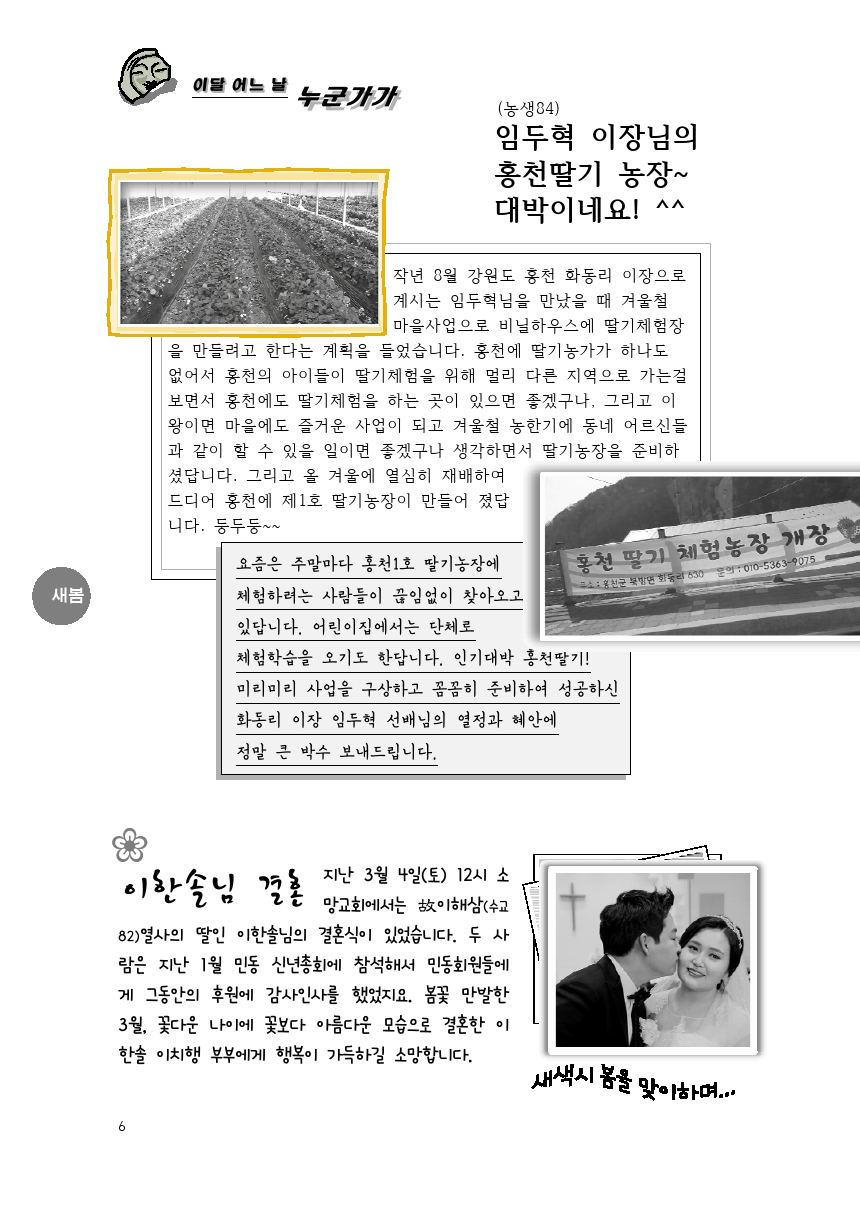 이달 어느 날 누군가가
(농생84)
임두혁 이장님의
홍천딸기 농장~
대박이네요! ^^
작년 8월 강원도 홍천 화동리 이장으로
계시는 임두혁님을 만났을 때 겨울철
마을사업으로 비닐하우스에 딸기체험장
을 만들려고 한다는 계획을 들었습니다. 홍천에 딸기농가가 하나도
없어서 홍천의 아이들이 딸기체험을 위해 멀리 다른 지역으로 가는걸
보면서 홍천에도 딸기체험을 하는 곳이 있으면 좋겠구나, 그리고 이
왕이면 마을에도 즐거운 사업이 되고 겨울철 농한기에 동네 어르신들
과 같이 할 수 있을 일이면 좋겠구나 생각하면서 딸기농장을 준비하
셨답니다. 그리고 올 겨울에 열심히 재배하여
드디어 홍천에 제1호 딸기농장이 만들어 졌답
니다. 등두등~~
홍천 딸기 체험농장 개장
주소 : 홍천군 북방면 화동리 630 문의 : 010-5363-9075
요즘은 주말마다 홍천1호 딸기농장에
체험하려는 사람들이 끊임없이 찾아오고
있답니다. 어린이집에서는 단체로
체험학습을 오기도 한답니다. 인기대박 홍천딸기!
미리미리 사업을 구상하고 꼼꼼히 준비하여 성공하신
화동리 이장 임두혁 선배님의 열정과 혜안에
정말 큰 박수 보내드립니다.
새봄
이한솔님 결혼
지난 3월 4일(토) 12시 소
망교회에서는 故이해삼(수교
82)열사의 딸인 이한솔님의 결혼식이 있었습니다. 두 사
람은 지난 1월 민동 신년총회에 참석해서 민동회원들에
게 그동안의 후원에 감사인사를 했었지요. 봄꽃 만발한
3월, 꽃다운 나이에 꽃보다 아름다운 모습으로 결혼한 이
한솔 이치행 부부에게 행복이 가득하길 소망합니다.
새색시 봄을 맞이하며...
6